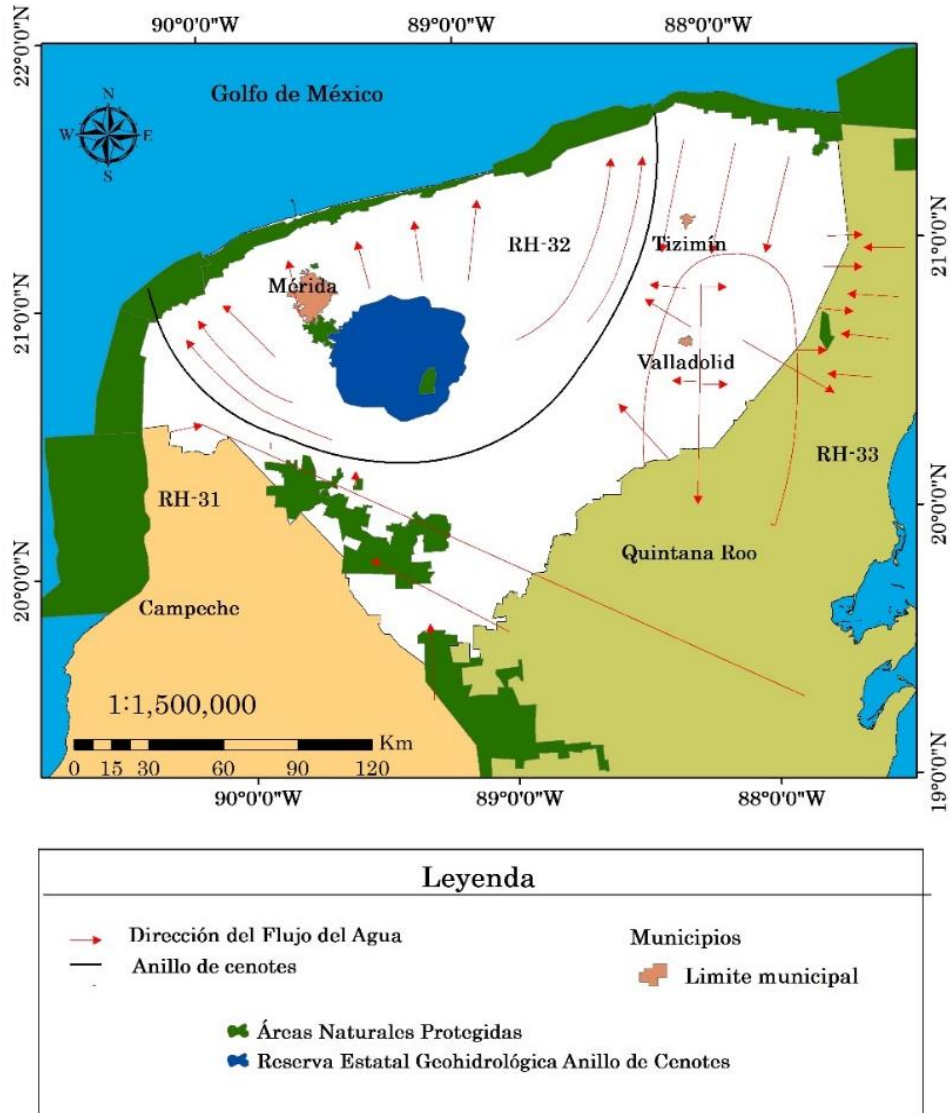 90°0'0"W 89°0'0"W 88°0'0"W
22°0'0"N
Golfo de México
N
W E
S
RH-32
Tizimín
21°0'0"N
Mérida
21°0'0"N
Valladolid
RH-33
RH-31
20°0'0"N
Quintana Roo
20°0'0"N
Campeche
1:1,500,000
Km
0 15 30 60 90 120
19°0'0"N
90°0'0"W 89°0'0"W 88°0'0"W
Leyenda
Dirección del Flujo del Agua
Municipios
Anillo de cenotes
Limite municipal
Áreas Naturales Protegidas
Reserva Estatal Geohidrológica Anillo de Cenotes